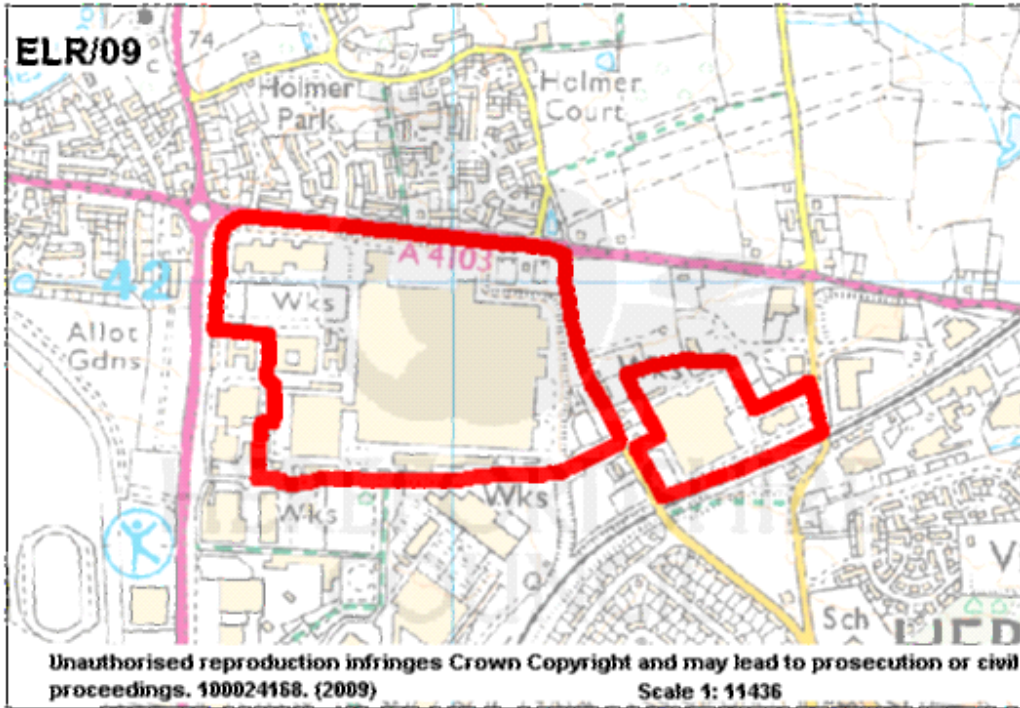 ELR/09
74
C
Holmer
Park
Holmer
Court
A 4103
42
Wks
Allot
Gdns
Wks
Wks
Sch
Unauthorised reproduction infringes Crown Copyright and may lead to prosecution or civil
proceedings. 100024168. (2009)
Scale 1: 11436